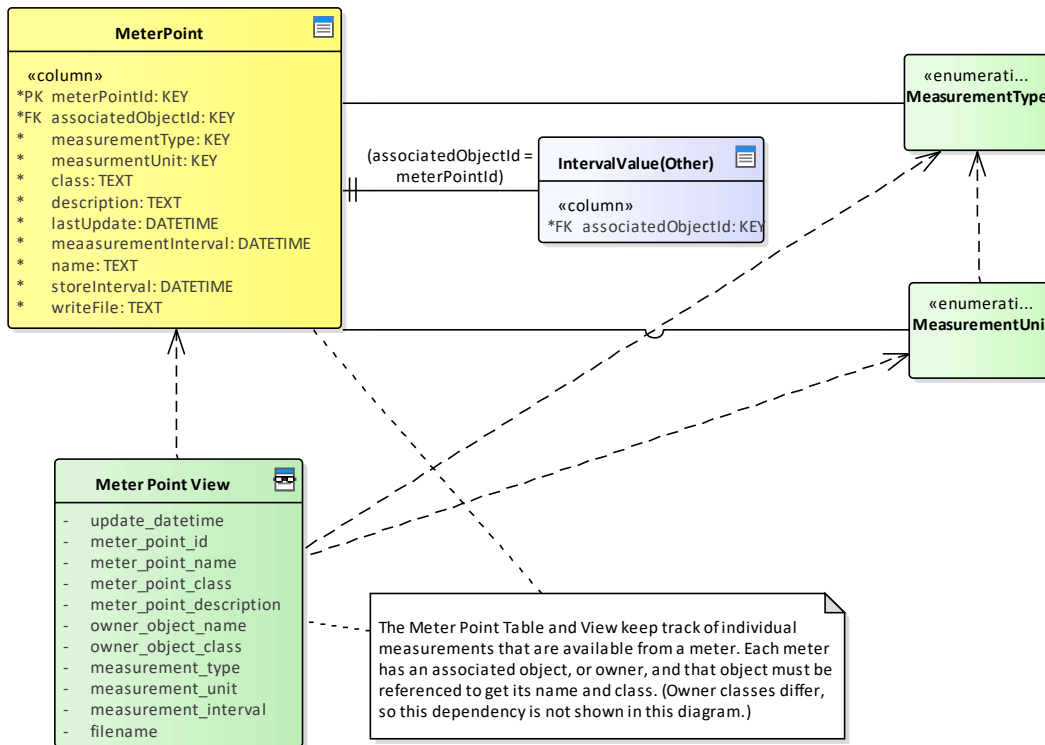 MeterPoint
«column»
*PK meterPointId: KEY
*FK associatedObjectId: KEY
* measurementType: KEY
* measurmentUnit: KEY
* class: TEXT
* description: TEXT
* lastUpdate: DATETIME
* meaasurementInterval: DATETIME
* name: TEXT
* storeInterval: DATETIME
* writeFile: TEXT
(associatedObjectId =
meterPointId)
IntervalValue(Other)
«column»
*FK associatedObjectId: KEY
«enumerati...
MeasurementType
«enumerati...
MeasurementUni
Meter Point View
- update_datetime
- meter_point_id
- meter_point_name
- meter_point_class
- meter_point_description
- owner_object_name
- owner_object_class
- measurement_type
- measurement_unit
- measurement_interval
- filename
The Meter Point Table and View keep track of individual
measurements that are available from a meter. Each meter
has an associated object, or owner, and that object must be
referenced to get its name and class. (Owner classes differ,
so this dependency is not shown in this diagram.)